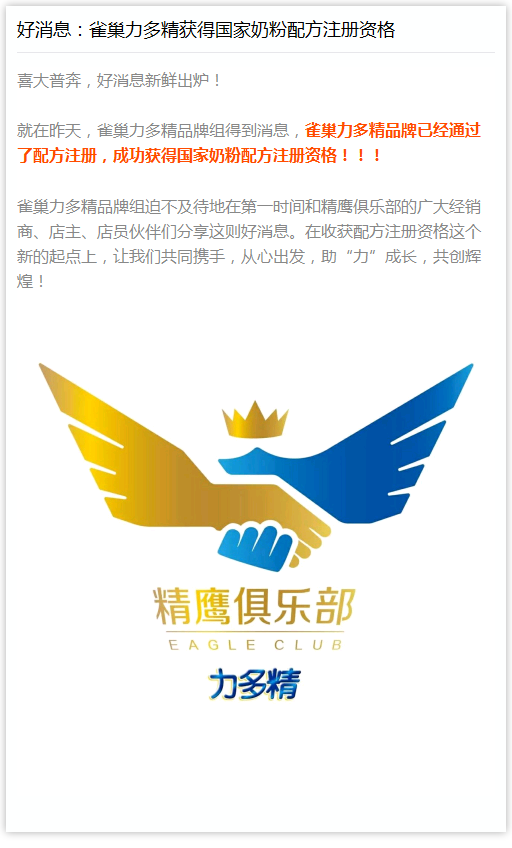 好消息：雀巢力多精获得国家奶粉配方注册资格
喜大普奔，好消息新鲜出炉！
就在昨天，雀巢力多精品牌组得到消息，雀巢力多精品牌已经通过
了配方注册，成功获得国家奶粉配方注册资格！！！
雀巢力多精品牌组迫不及待地在第一时间和精鹰俱乐部的广大经销
商、店主、店员伙伴们分享这则好消息。在收获配方注册资格这个
新的起点上，让我们共同携手，从心出发，助“力”成长，共创辉
煌！
精鹰俱乐部
EAGLE CLUB
力多精